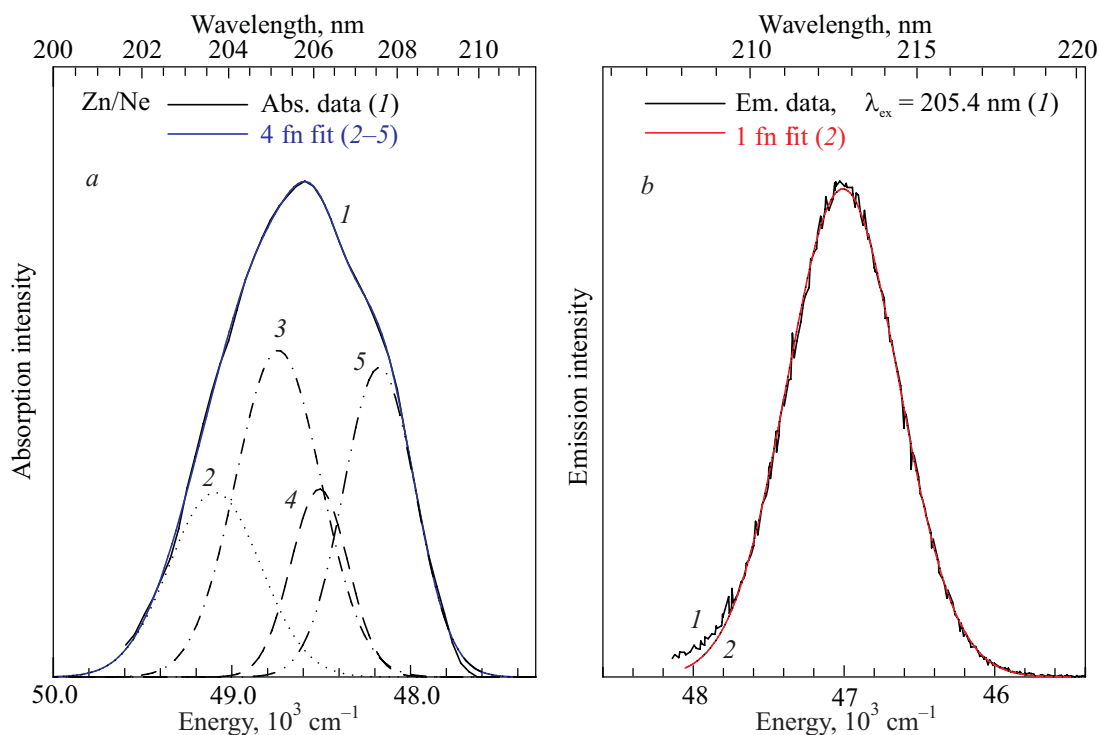 Wavelength, nm
200 202 204 206 208 210
Zn/Ne
Abs. data (1)
4 fn fit (2–5)
a
1
2
3
4
5
Absorption intensity
50.0 49.0 48.0
Energy, 10³ cm⁻¹
Wavelength, nm
210 215 220
Em. data, λex = 205.4 nm (1)
1 fn fit (2)
b
1
2
Emission intensity
48 47 46
Energy, 10³ cm⁻¹